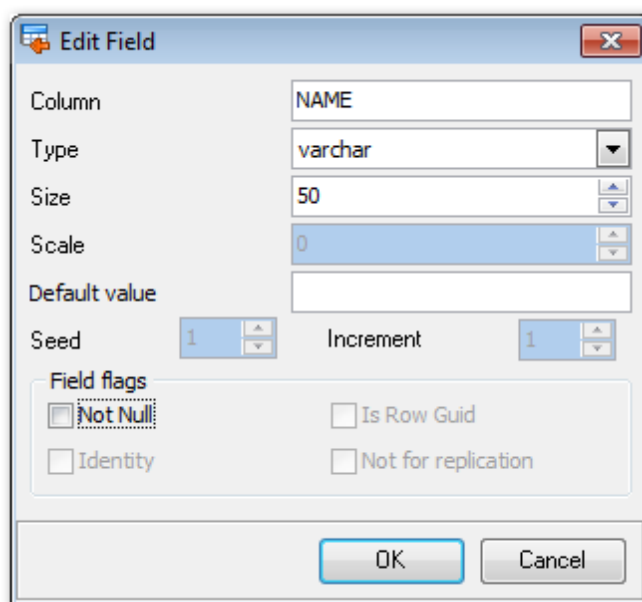 Edit Field
Column NAME
Type varchar
Size 50
Scale 0
Default value
Seed 1 Increment 1
Field flags
Not Null Is Row Guid
Identity Not for replication
OK Cancel